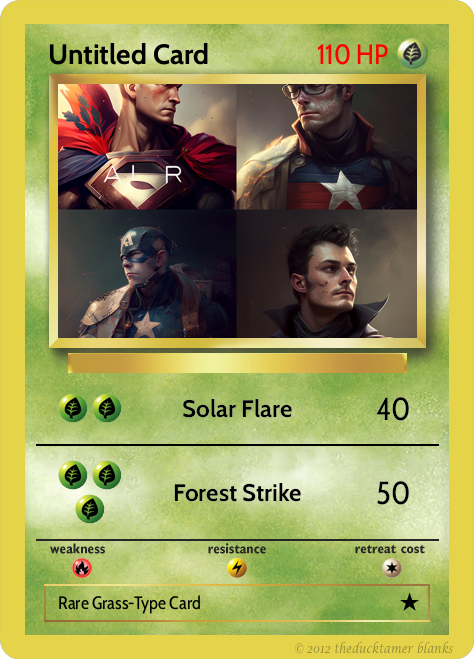 Untitled Card 110 HP
AL R
Solar Flare 40
Forest Strike 50
weakness resistance retreat cost
Rare Grass-Type Card
© 2012 theducktamer blanks